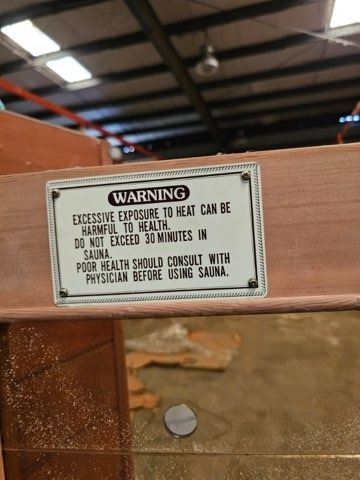 WARNING
EXCESSIVE EXPOSURE TO HEAT CAN BE
HARMFUL TO HEALTH.
DO NOT EXCEED 30 MINUTES IN
SAUNA.
POOR HEALTH SHOULD CONSULT WITH
PHYSICIAN BEFORE USING SAUNA.